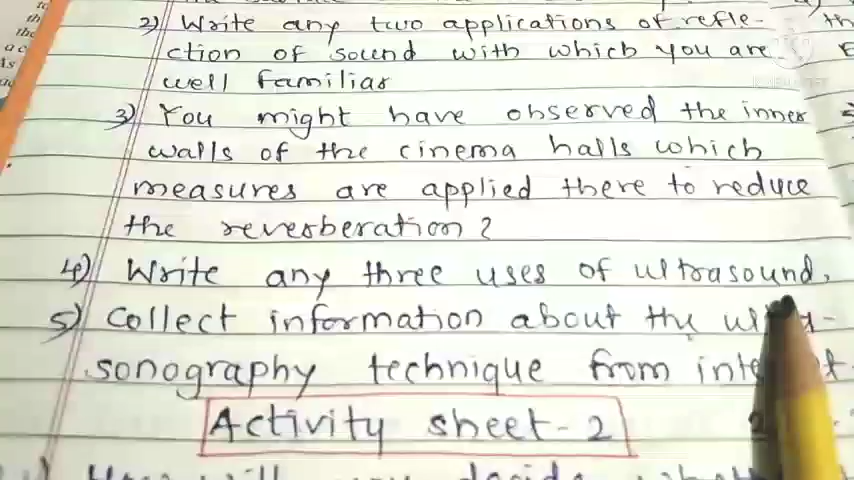 2) Write any two applications of refle-
ction of sound with which you are
well familiar
3) You might have observed the inner
walls of the cinema halls which
measures are applied there to reduce
the reverberation?
4) Write any three uses of ultrasound.
5) Collect information about the
sonography technique from
Activity sheet-2